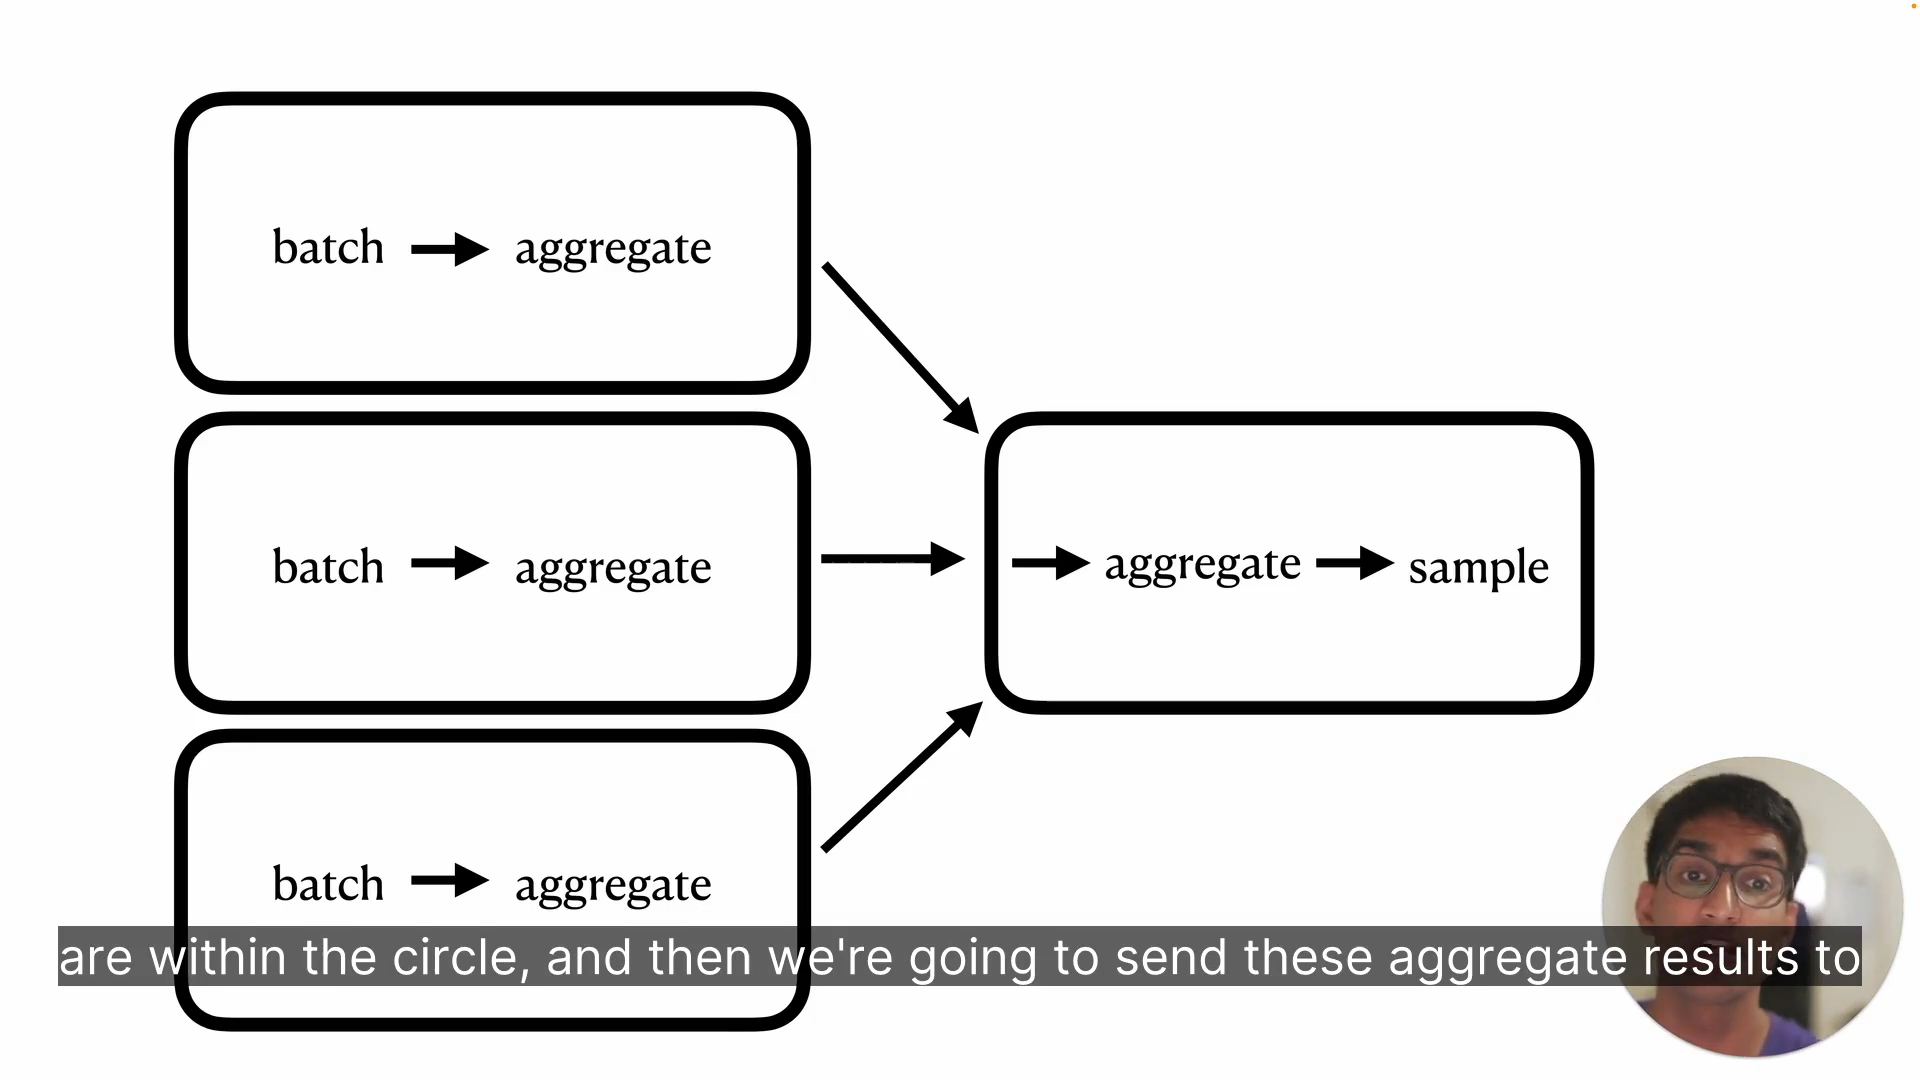 batch aggregate
batch aggregate
aggregate sample
batch aggregate
are within the circle, and then we're going to send these aggregate results to